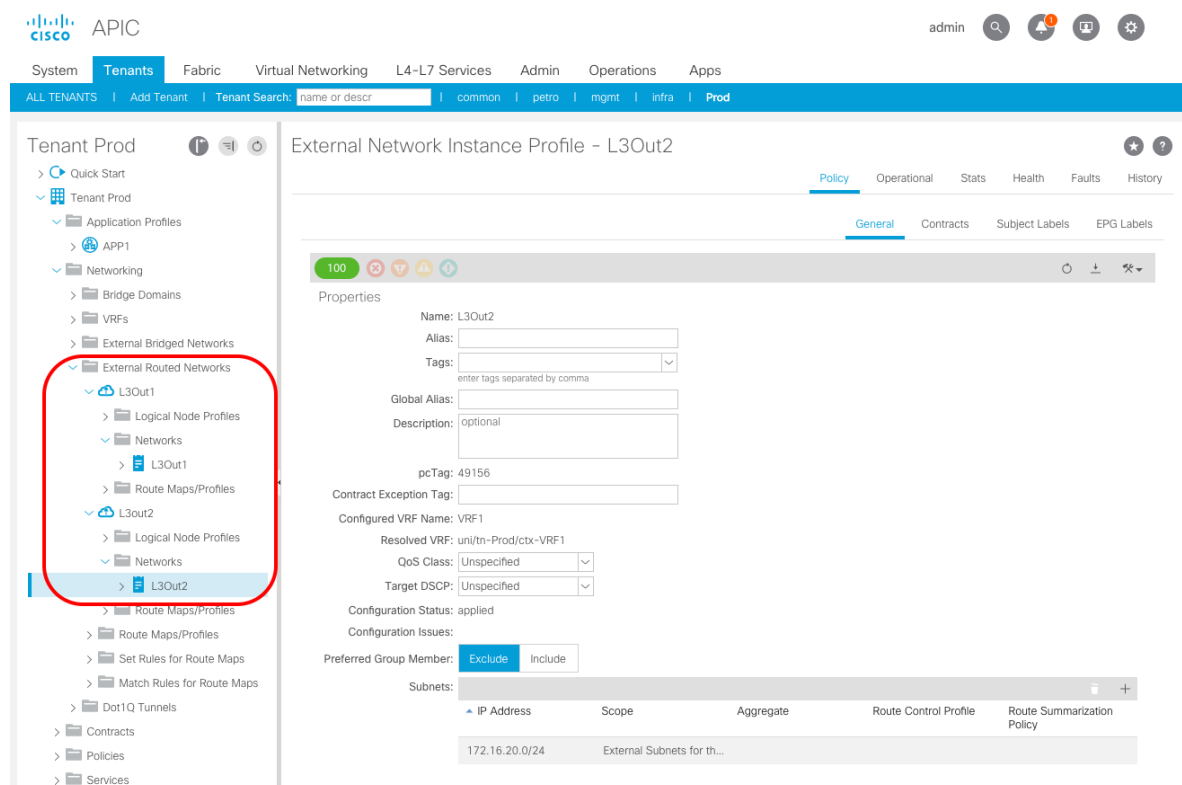 CISCO APIC admin 1
System Tenants Fabric Virtual Networking L4-L7 Services Admin Operations Apps
ALL TENANTS | Add Tenant | Tenant Search: name or descr | common | petro | mgmt | infra | Prod
Tenant Prod
Quick Start
Tenant Prod
Application Profiles
APP1
Networking
Bridge Domains
VRFs
External Bridged Networks
External Routed Networks
L3Out1
Logical Node Profiles
Networks
L3Out1
Route Maps/Profiles
L3out2
Logical Node Profiles
Networks
L3Out2
Route Maps/Profiles
Route Maps/Profiles
Set Rules for Route Maps
Match Rules for Route Maps
Dot1Q Tunnels
Contracts
Policies
Services
External Network Instance Profile - L3Out2
Policy Operational Stats Health Faults History
General Contracts Subject Labels EPG Labels
100
Properties
Name: L3Out2
Alias:
Tags:
enter tags separated by comma
Global Alias:
Description: optional
pcTag: 49156
Contract Exception Tag:
Configured VRF Name: VRF1
Resolved VRF: uni/tn-Prod/ctx-VRF1
QoS Class: Unspecified
Target DSCP: Unspecified
Configuration Status: applied
Configuration Issues:
Preferred Group Member: Exclude Include
Subnets:
IP Address Scope Aggregate Route Control Profile Route Summarization
Policy
172.16.20.0/24 External Subnets for th...